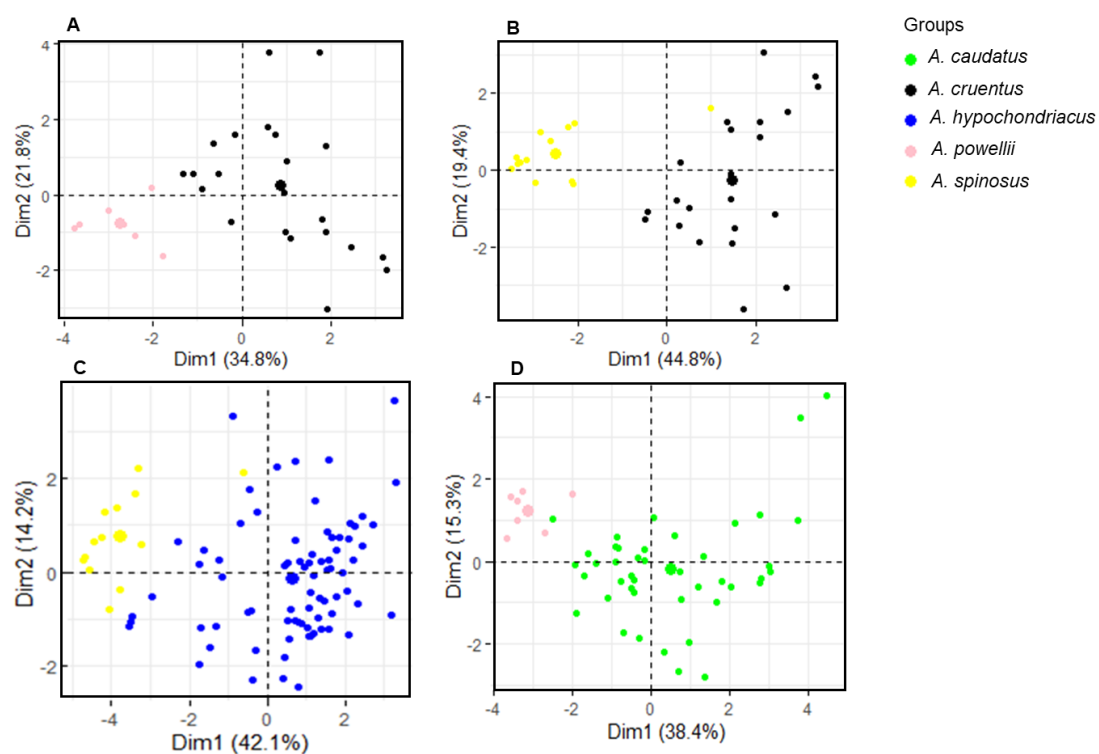 A
B
Groups
A. caudatus
A. cruentus
A. hypochondriacus
A. powellii
A. spinosus
4
2
0
-2
Dim2 (21.8%)
-4
-2
0
2
Dim1 (34.8%)
2
0
-2
Dim2 (19.4%)
-2
0
2
Dim1 (44.8%)
C
D
2
0
-2
Dim2 (14.2%)
-4
-2
0
2
Dim1 (42.1%)
4
2
0
-2
Dim2 (15.3%)
-4
-2
0
2
4
Dim1 (38.4%)